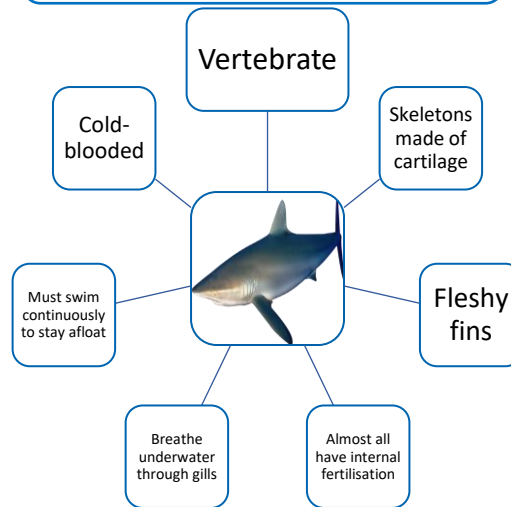 Vertebrate
Cold-
blooded
Skeletons
made of
cartilage
Must swim
continuously
to stay afloat
Fleshy
fins
Breathe
underwater
through gills
Almost all
have internal
fertilisation